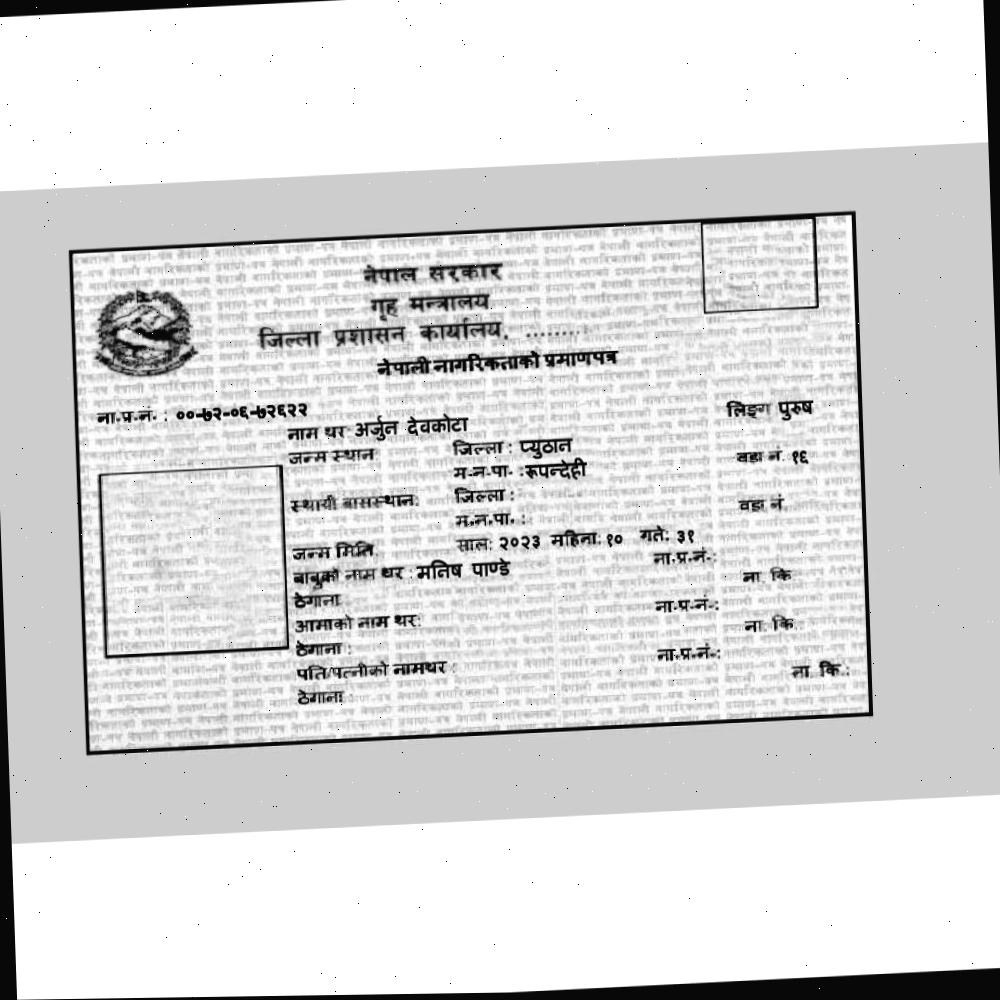 नेपाल सरकार
गृह मन्त्रालय
जिल्ला प्रशासन कार्यालय, ........
नेपाली नागरिकताको प्रमाणपत्र
ना.प्र.नं. : ००-७२-०६-७२६२२
लिङ्ग पुरुष
नाम थर अर्जुन देवकोटा
जन्म स्थान जिल्ला : प्युठान
म.न.पा. : रूपन्देही वडा नं. १६
स्थायी बासस्थान: जिल्ला :
म.न.पा. : वडा नं.
जन्म मिति साल: २०२३ महिना: १० गते: ३१
बाबुको नाम थर : मतिष पाण्डे ना.प्र.नं.:
ठेगाना ना. कि
आमाको नाम थर: ना.प्र.नं.:
ठेगाना : ना. कि.
पति/पत्नीको नामथर : ना.प्र.नं.:
ठेगाना : ना. कि.: